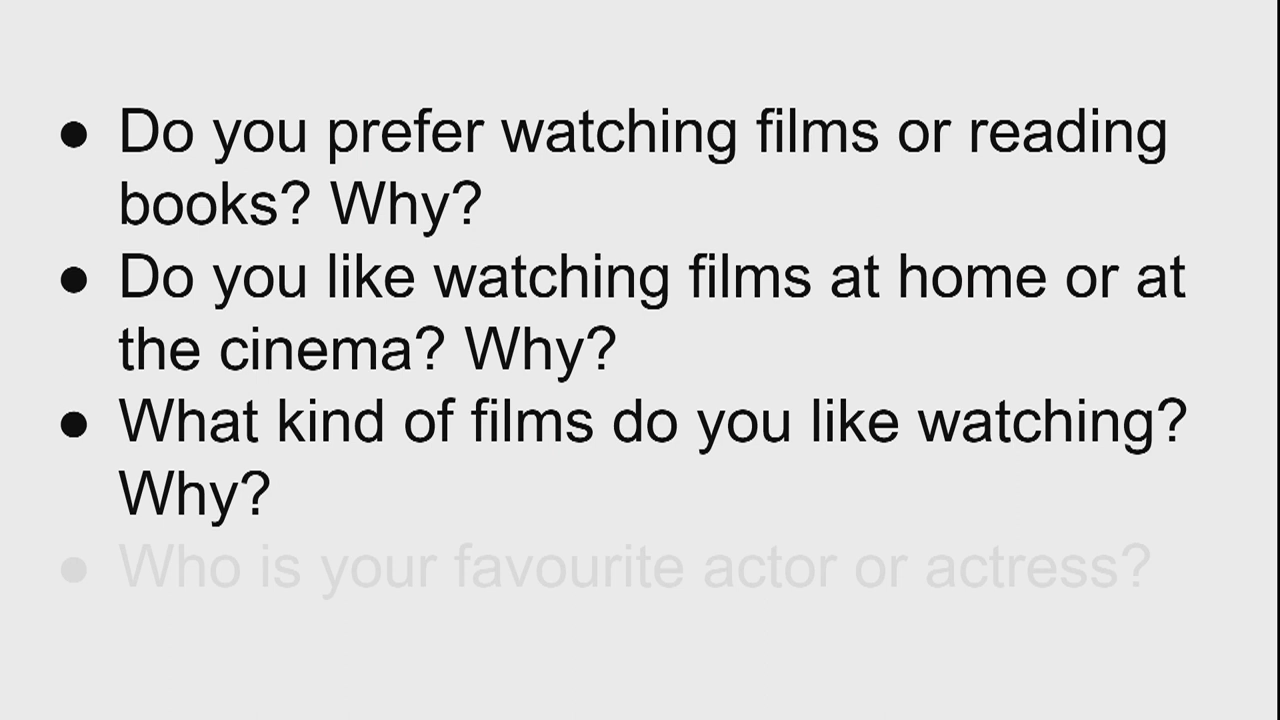 ● Do you prefer watching films or reading
books? Why?
● Do you like watching films at home or at
the cinema? Why?
● What kind of films do you like watching?
Why?
● Who is your favourite actor or actress?